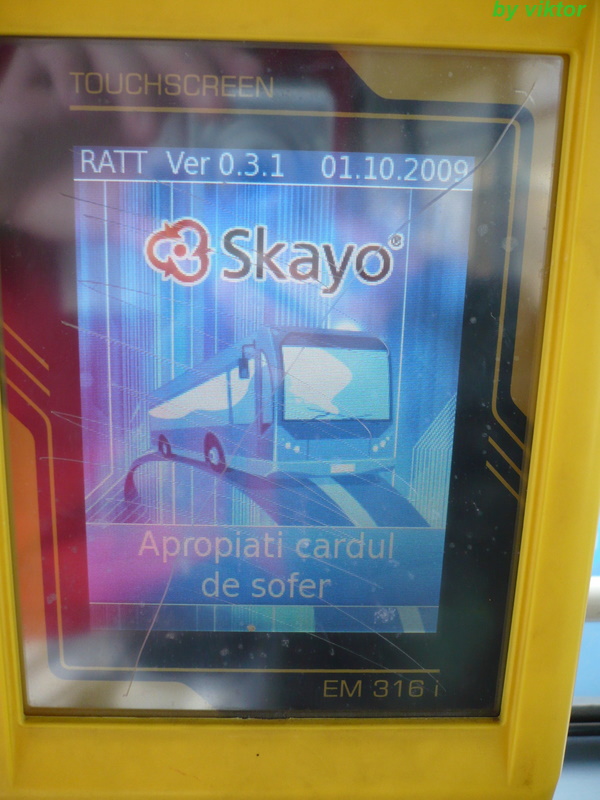 by viktor
TOUCHSCREEN
RATT Ver 0.3.1 01.10.2009
Skayo®
Apropiati cardul
de sofer
EM 316 i